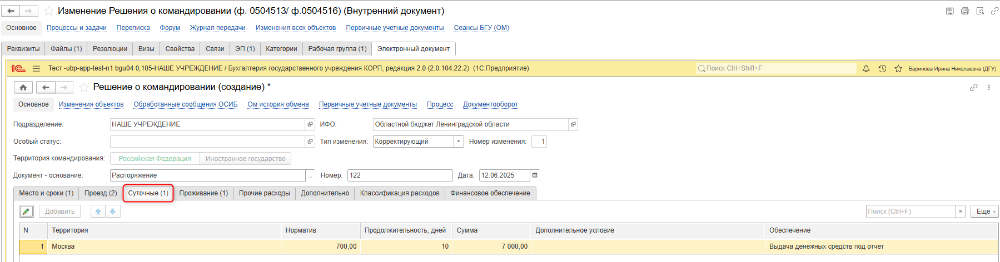 Изменение Решения о командировании (ф. 0504513/ ф.0504516) (Внутренний документ)
Основное Процессы и задачи Переписка Форум Журнал передачи Изменения всех объектов Первичные учетные документы Сеансы БГУ (ОМ)
Реквизиты Файлы (1) Резолюции Визы Свойства Связи ЭП (1) Категории Рабочая группа (1) Электронный документ
1С Тест -ubp-app-test-n1 bgu04 0,105-НАШЕ УЧРЕЖДЕНИЕ / Бухгалтерия государственного учреждения КОРП, редакция 2.0 (2.0.104.22.2) (1С:Предприятие) Поиск Ctrl+Shift+F Баринова Ирина Николаевна (ДГУ)
Решение о командировании (создание) *
Основное Изменения объектов Обработанные сообщения ОСИБ Ом история обмена Первичные учетные документы Процесс Документооборот
Подразделение: НАШЕ УЧРЕЖДЕНИЕ ИФО: Областной бюджет Ленинградской области
Особый статус: Тип изменения: Корректирующий Номер изменения: 1
Территория командирования: Российская Федерация Иностранное государство
Документ - основание: Распоряжение ... Номер: 122 Дата: 12.06.2025
Место и сроки (1) Проезд (2) Суточные (1) Проживание (1) Прочие расходы Дополнительно Классификация расходов Финансовое обеспечение
Добавить Поиск (Ctrl+F) × Еще
N Территория Норматив Продолжительность, дней Сумма Дополнительное условие Обеспечение
1 Москва 700,00 10 7 000,00 Выдача денежных средств под отчет